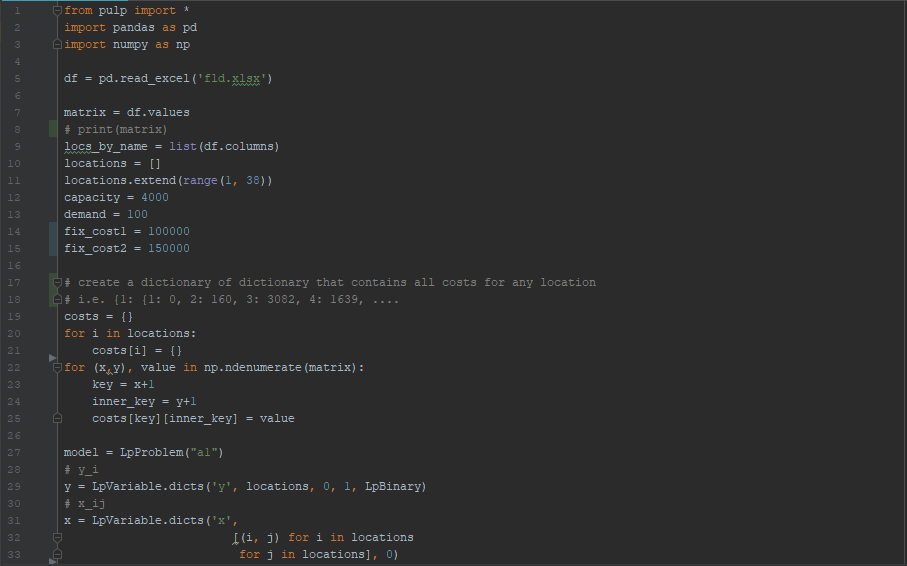 1 from pulp import *
2 import pandas as pd
3 import numpy as np
4
5 df = pd.read_excel('fld.xlsx')
6
7 matrix = df.values
8 # print(matrix)
9 locs_by_name = list(df.columns)
10 locations = []
11 locations.extend(range(1, 38))
12 capacity = 4000
13 demand = 100
14 fix_cost1 = 100000
15 fix_cost2 = 150000
16
17 # create a dictionary of dictionary that contains all costs for any location
18 # i.e. {1: {1: 0, 2: 160, 3: 3082, 4: 1639, ....
19 costs = {}
20 for i in locations:
21     costs[i] = {}
22 for (x,y), value in np.ndenumerate(matrix):
23     key = x+1
24     inner_key = y+1
25     costs[key][inner_key] = value
26
27 model = LpProblem("a1")
28 # y_i
29 y = LpVariable.dicts('y', locations, 0, 1, LpBinary)
30 # x_ij
31 x = LpVariable.dicts('x',
32                         [(i, j) for i in locations
33                          for j in locations], 0)